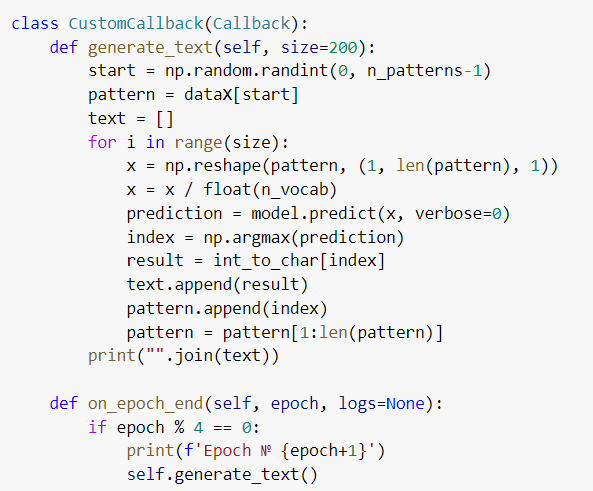 class CustomCallback(Callback):
    def generate_text(self, size=200):
        start = np.random.randint(0, n_patterns-1)
        pattern = dataX[start]
        text = []
        for i in range(size):
            x = np.reshape(pattern, (1, len(pattern), 1))
            x = x / float(n_vocab)
            prediction = model.predict(x, verbose=0)
            index = np.argmax(prediction)
            result = int_to_char[index]
            text.append(result)
            pattern.append(index)
            pattern = pattern[1:len(pattern)]
        print("".join(text))

    def on_epoch_end(self, epoch, logs=None):
        if epoch % 4 == 0:
            print(f'Epoch № {epoch+1}')
            self.generate_text()